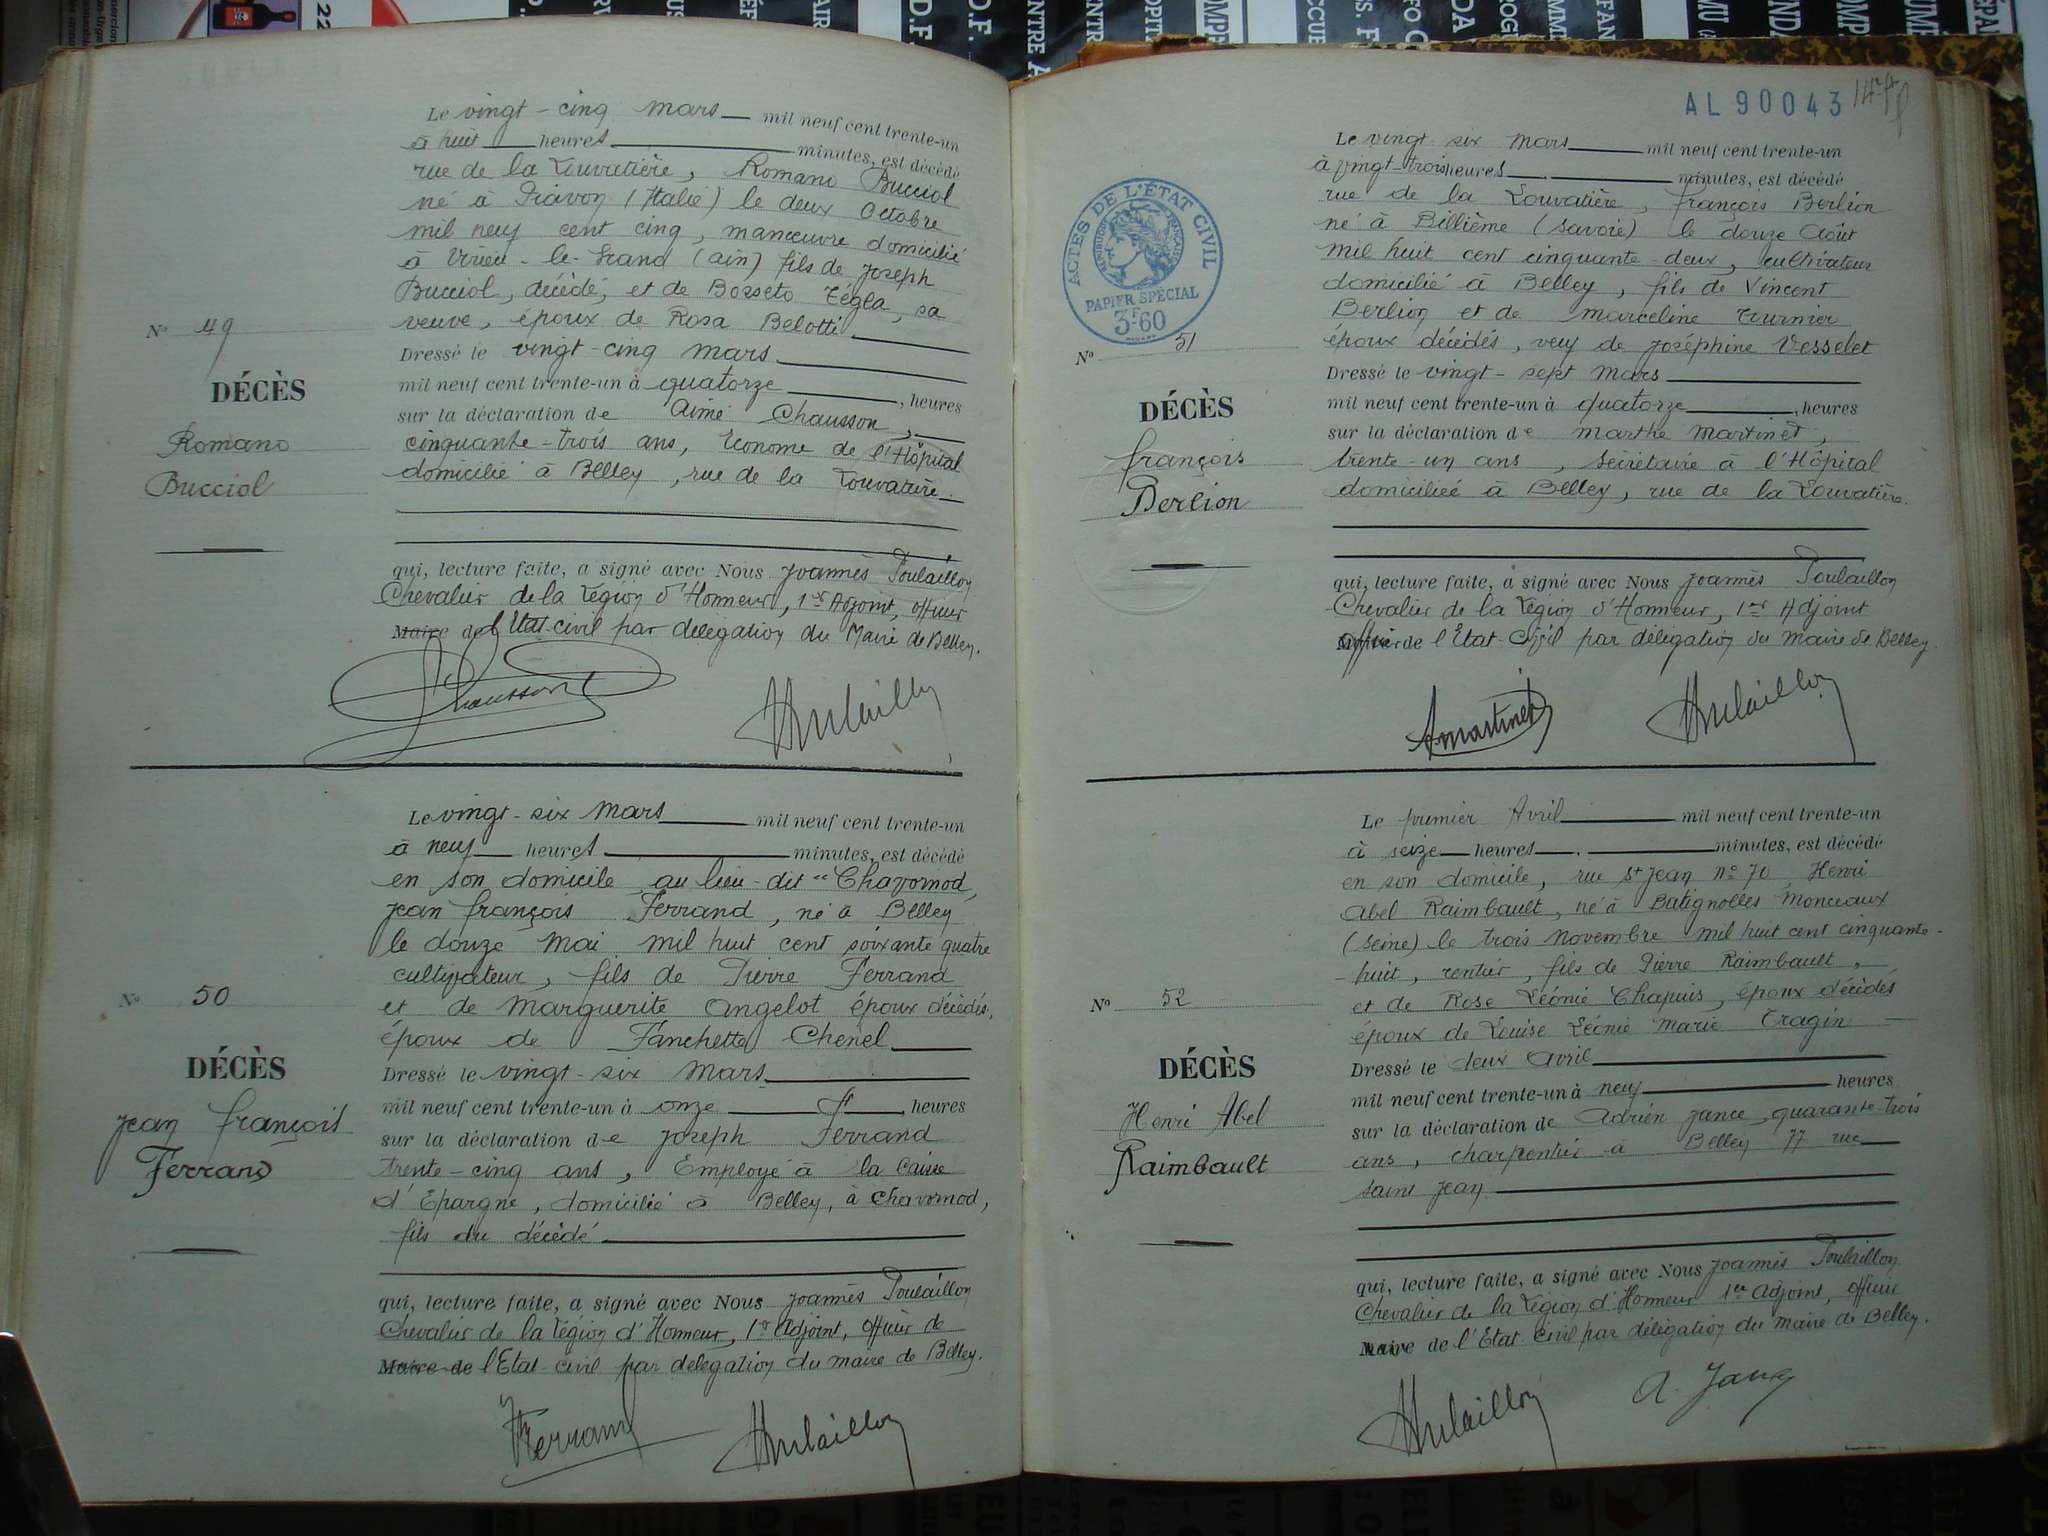 Le vingt-cinq mars mil neuf cent trente-un
à huit heures minutes, est décédé
rue de la Louvatière, Romano Bucciol
né à Piavon (Italie) le deux Octobre
mil neuf cent cinq, manœuvre domicilié
à Virieu-le-Grand (ain) fils de Joseph
Bucciol, décédé, et de Bosseto Tégla, sa
veuve, époux de Rosa Belotti
Dressé le vingt-cinq mars
mil neuf cent trente-un à quatorze, heures
sur la déclaration de Aimé Chausson,
cinquante-trois ans, Econome de l'Hôpital
domicilié à Belley, rue de la Louvatière.
qui, lecture faite, a signé avec Nous Joannès Poulaillon
Chevalier de la Légion d'Honneur, 1er Adjoint, officier
Maire de l'Etat-civil par délégation du Maire de Belley.
Chausson
Poulaillon
N° 49
DÉCÈS
Romano
Bucciol
Le vingt-six mars mil neuf cent trente-un
à neuf heures minutes, est décédé
en son domicile au lieu-dit "Chavornod,
Jean François Ferrand, né à Belley
le douze mai mil huit cent soixante quatre
cultivateur, fils de Pierre Ferrand
et de Marguerite Angelot époux décédés,
époux de Fanchette Chenel
Dressé le vingt-six mars
mil neuf cent trente-un à onze, heures
sur la déclaration de Joseph Ferrand
trente-cinq ans, Employé à la Caisse
d'Epargne, domicilié à Belley, à Chavornod,
fils du décédé
qui, lecture faite, a signé avec Nous Joannès Poulaillon
Chevalier de la Légion d'Honneur, 1er Adjoint, officier de
Maire de l'Etat-civil par délégation du maire de Belley.
Ferrand
Poulaillon
N° 50
DÉCÈS
Jean François
Ferrand
AL 90043
ACTES DE L'ÉTAT CIVIL
RÉPUBLIQUE FRANÇAISE
PAPIER SPÉCIAL
3F60
Le vingt-six mars mil neuf cent trente-un
à vingt-trois heures minutes, est décédé
rue de la Louvatière, François Berlion
né à Billième (Savoie) le douze Août
mil huit cent cinquante-deux, cultivateur
domicilié à Belley, fils de Vincent
Berlion et de Marceline Tournier
époux décédés, veuf de Joséphine Vesselet
Dressé le vingt-sept mars
mil neuf cent trente-un à quatorze, heures
sur la déclaration de Marthe Martinet,
trente-un ans, secrétaire à l'Hôpital
domiciliée à Belley, rue de la Louvatière.
qui, lecture faite, a signé avec Nous Joannès Poulaillon
Chevalier de la Légion d'Honneur, 1er Adjoint
officier de l'Etat-Civil par délégation du maire de Belley.
Martinet
Poulaillon
N° 51
DÉCÈS
François
Berlion
Le premier Avril mil neuf cent trente-un
à seize heures minutes, est décédé
en son domicile, rue St Jean n° 70, Henri
Abel Raimbault, né à Batignolles Monceaux
(Seine) le trois Novembre mil huit cent cinquante-
-huit, rentier, fils de Pierre Raimbault,
et de Rose Léonie Chapuis, époux décédés
époux de Louise Léonie Marie Tragin
Dressé le deux Avril
mil neuf cent trente-un à neuf heures
sur la déclaration de Adrien Janee, quarante-trois
ans, charpentier à Belley 77 rue
Saint Jean
qui, lecture faite, a signé avec Nous Joannès Poulaillon
Chevalier de la Légion d'Honneur 1er Adjoint, officier
Maire de l'Etat Civil par délégation du maire de Belley.
Poulaillon
N° 52
DÉCÈS
Henri Abel
Raimbault